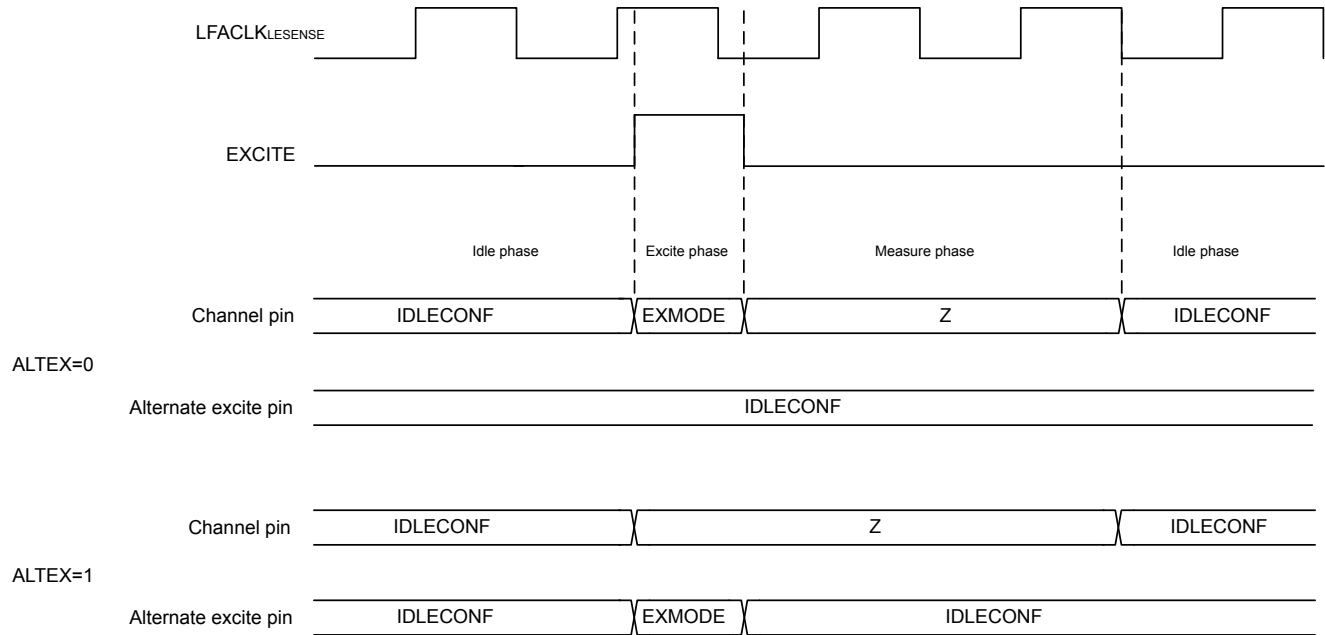 LFACLKLESENSE
EXCITE
Idle phase Excite phase Measure phase Idle phase
Channel pin IDLECONF EXMODE Z IDLECONF
ALTEX=0
Alternate excite pin IDLECONF
Channel pin IDLECONF Z IDLECONF
ALTEX=1
Alternate excite pin IDLECONF EXMODE IDLECONF